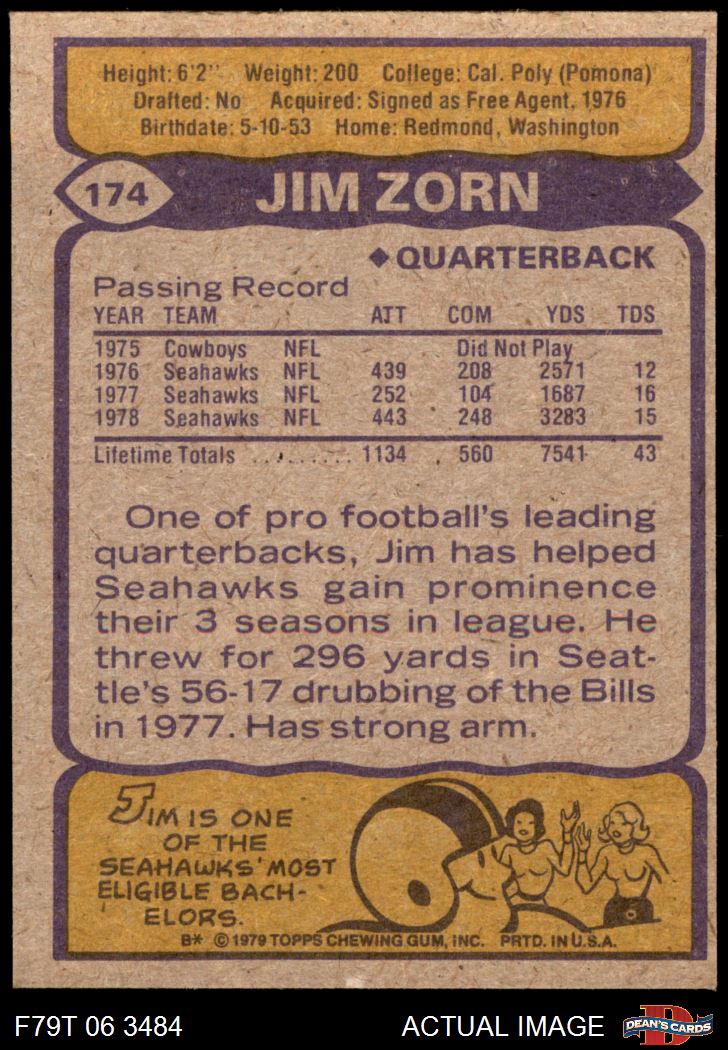 Height: 6'2" Weight: 200 College: Cal. Poly (Pomona)
Drafted: No Acquired: Signed as Free Agent, 1976
Birthdate: 5-10-53 Home: Redmond, Washington
174 JIM ZORN
◆ QUARTERBACK
Passing Record
YEAR TEAM ATT COM YDS TDS
1975 Cowboys NFL Did Not Play
1976 Seahawks NFL 439 208 2571 12
1977 Seahawks NFL 252 104 1687 16
1978 Seahawks NFL 443 248 3283 15
Lifetime Totals .......... 1134 560 7541 43
One of pro football's leading
quarterbacks, Jim has helped
Seahawks gain prominence
their 3 seasons in league. He
threw for 296 yards in Seat-
tle's 56-17 drubbing of the Bills
in 1977. Has strong arm.
JIM IS ONE
OF THE
SEAHAWKS' MOST
ELIGIBLE BACH-
ELORS.
B* © 1979 TOPPS CHEWING GUM, INC. PRTD. IN U.S.A.
F79T 06 3484 ACTUAL IMAGE DEAN'S CARDS